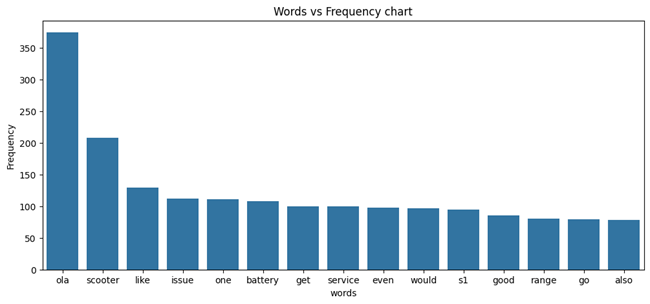 Words vs Frequency chart
Frequency
350
300
250
200
150
100
50
0
ola scooter like issue one battery get service even would s1 good range go also
words